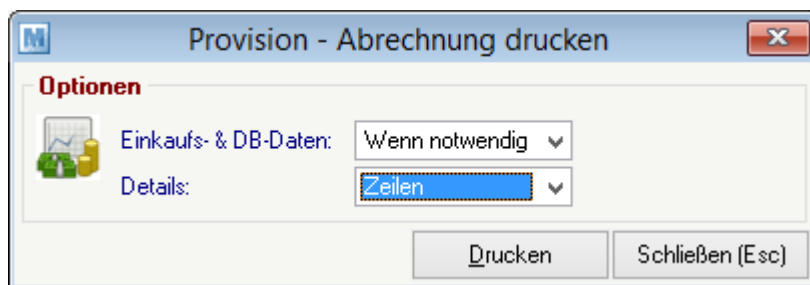 M Provision - Abrechnung drucken
Optionen
Einkaufs- & DB-Daten: Wenn notwendig
Details: Zeilen
Drucken Schließen (Esc)